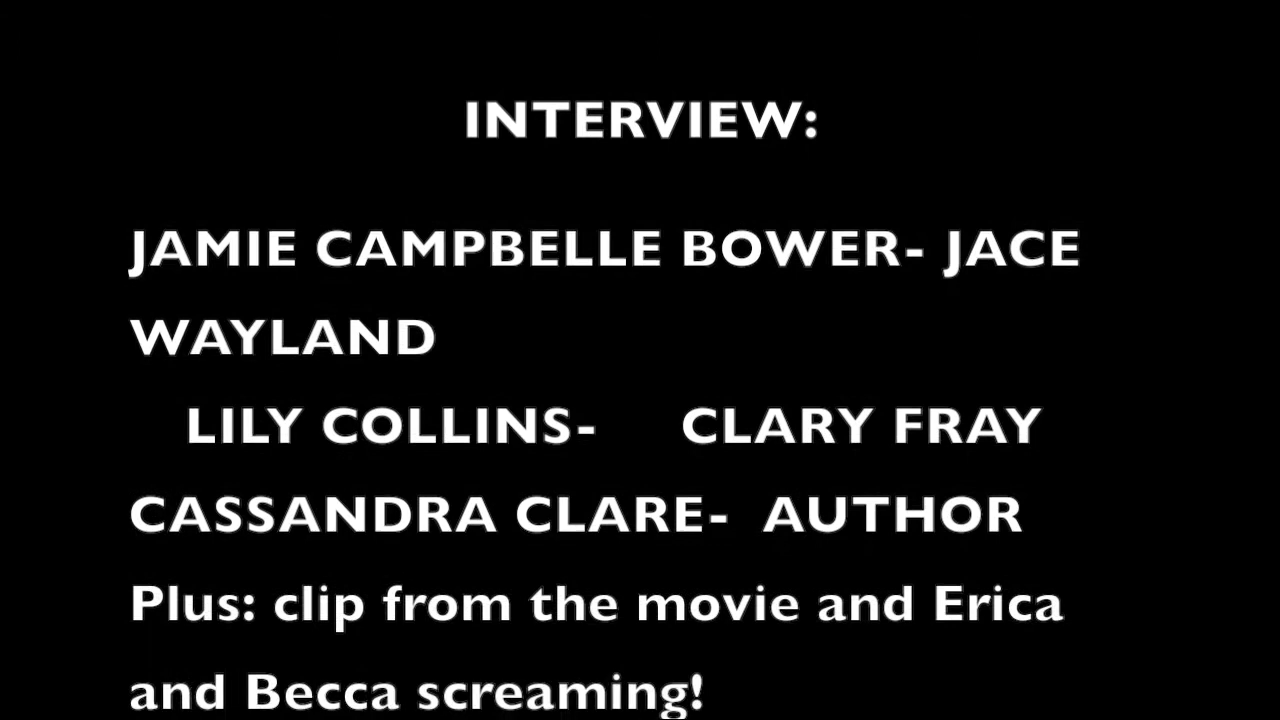 INTERVIEW:
JAMIE CAMPBELLE BOWER- JACE
WAYLAND
LILY COLLINS- CLARY FRAY
CASSANDRA CLARE- AUTHOR
Plus: clip from the movie and Erica
and Becca screaming!